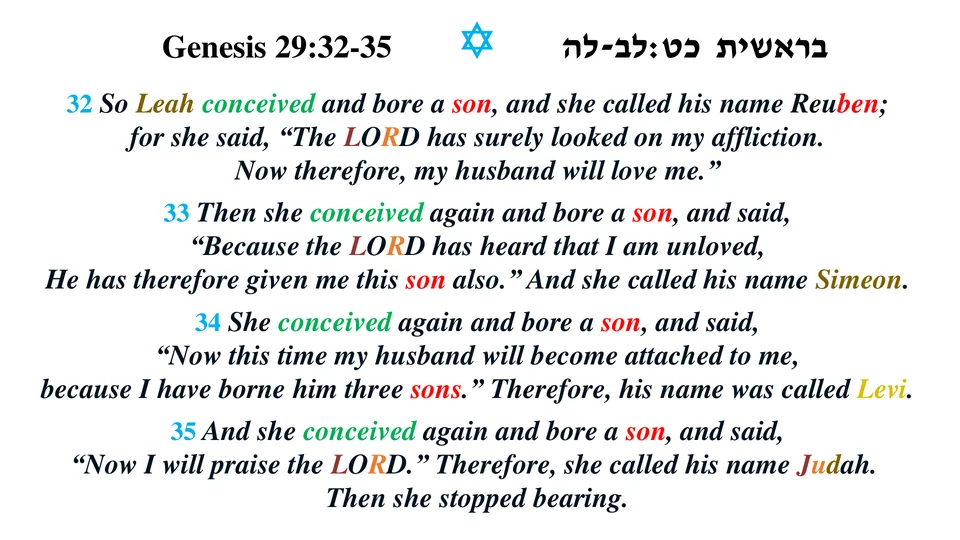 Genesis 29:32-35 ✡ בראשית כט:לב-לה
32 So Leah conceived and bore a son, and she called his name Reuben;
for she said, “The LORD has surely looked on my affliction.
Now therefore, my husband will love me.”
33 Then she conceived again and bore a son, and said,
“Because the LORD has heard that I am unloved,
He has therefore given me this son also.” And she called his name Simeon.
34 She conceived again and bore a son, and said,
“Now this time my husband will become attached to me,
because I have borne him three sons.” Therefore, his name was called Levi.
35 And she conceived again and bore a son, and said,
“Now I will praise the LORD.” Therefore, she called his name Judah.
Then she stopped bearing.